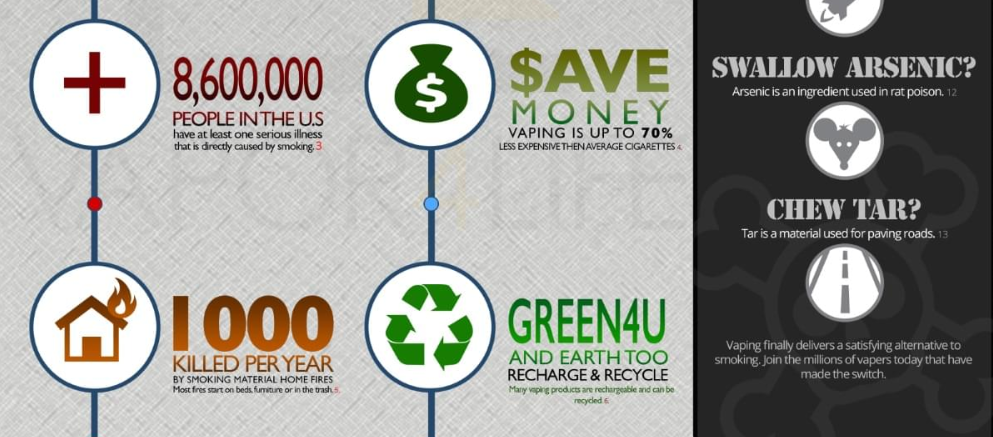 8,600,000
PEOPLE IN THE U.S
have at least one serious illness
that is directly caused by smoking. 3
$AVE
MONEY
VAPING IS UP TO 70%
LESS EXPENSIVE THEN AVERAGE CIGARETTES 4.
1000
KILLED PER YEAR
BY SMOKING MATERIAL HOME FIRES
Most fires start on beds, furniture or in the trash. 5
GREEN4U
AND EARTH TOO
RECHARGE & RECYCLE
Many vaping products are rechargeable and can be
recycled. 6
SWALLOW ARSENIC?
Arsenic is an ingredient used in rat poison. 12
CHEW TAR?
Tar is a material used for paving roads. 13
Vaping finally delivers a satisfying alternative to
smoking. Join the millions of vapers today that have
made the switch.